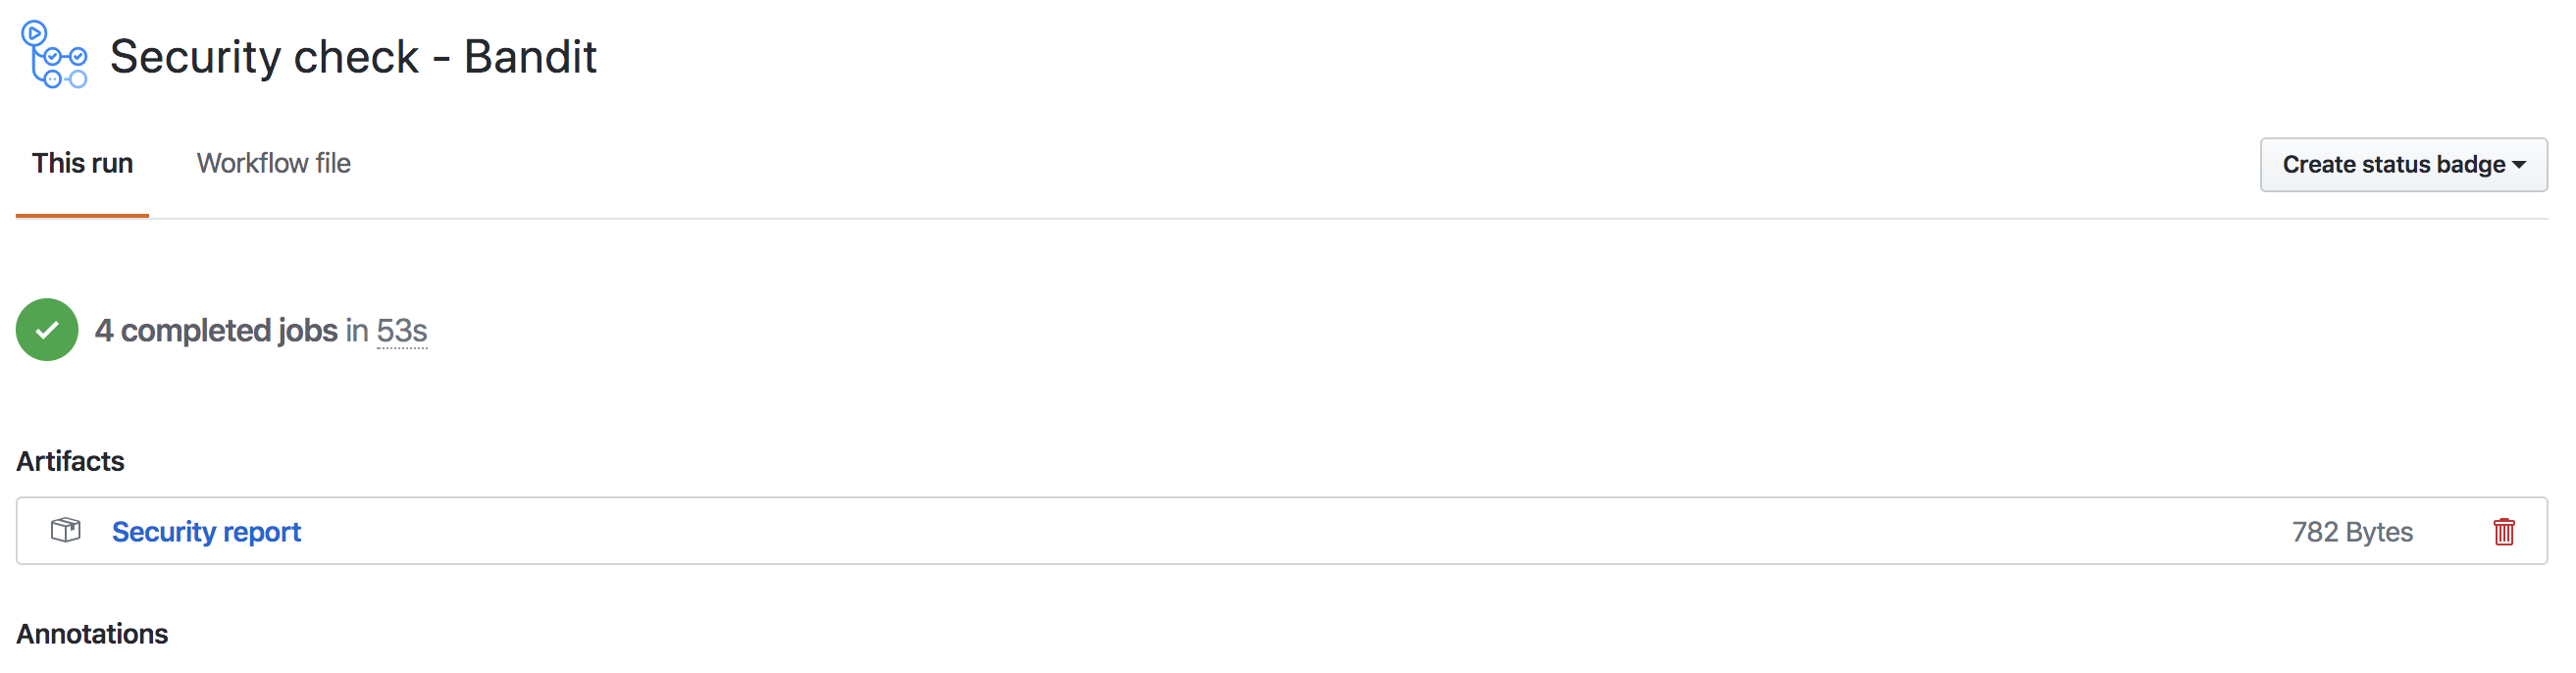 Security check - Bandit
This run Workflow file Create status badge
4 completed jobs in 53s
Artifacts
Security report 782 Bytes
Annotations